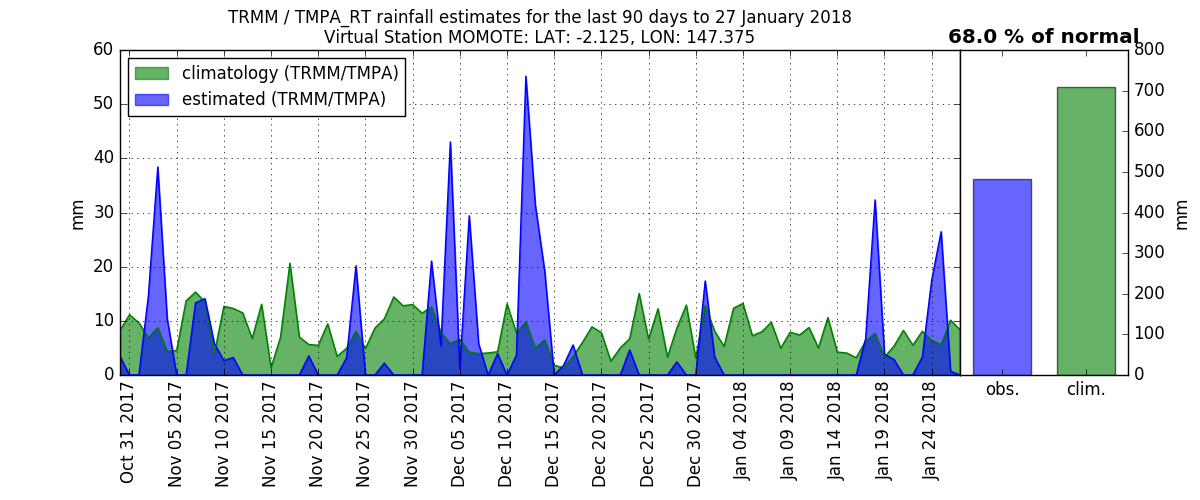 TRMM / TMPA_RT rainfall estimates for the last 90 days to 27 January 2018
Virtual Station MOMOTE: LAT: -2.125, LON: 147.375
68.0 % of normal
climatology (TRMM/TMPA)
estimated (TRMM/TMPA)
mm
60
50
40
30
20
10
0
Oct 31 2017
Nov 05 2017
Nov 10 2017
Nov 15 2017
Nov 20 2017
Nov 25 2017
Nov 30 2017
Dec 05 2017
Dec 10 2017
Dec 15 2017
Dec 20 2017
Dec 25 2017
Dec 30 2017
Jan 04 2018
Jan 09 2018
Jan 14 2018
Jan 19 2018
Jan 24 2018
obs.
clim.
800
700
600
500
400
300
200
100
0
mm